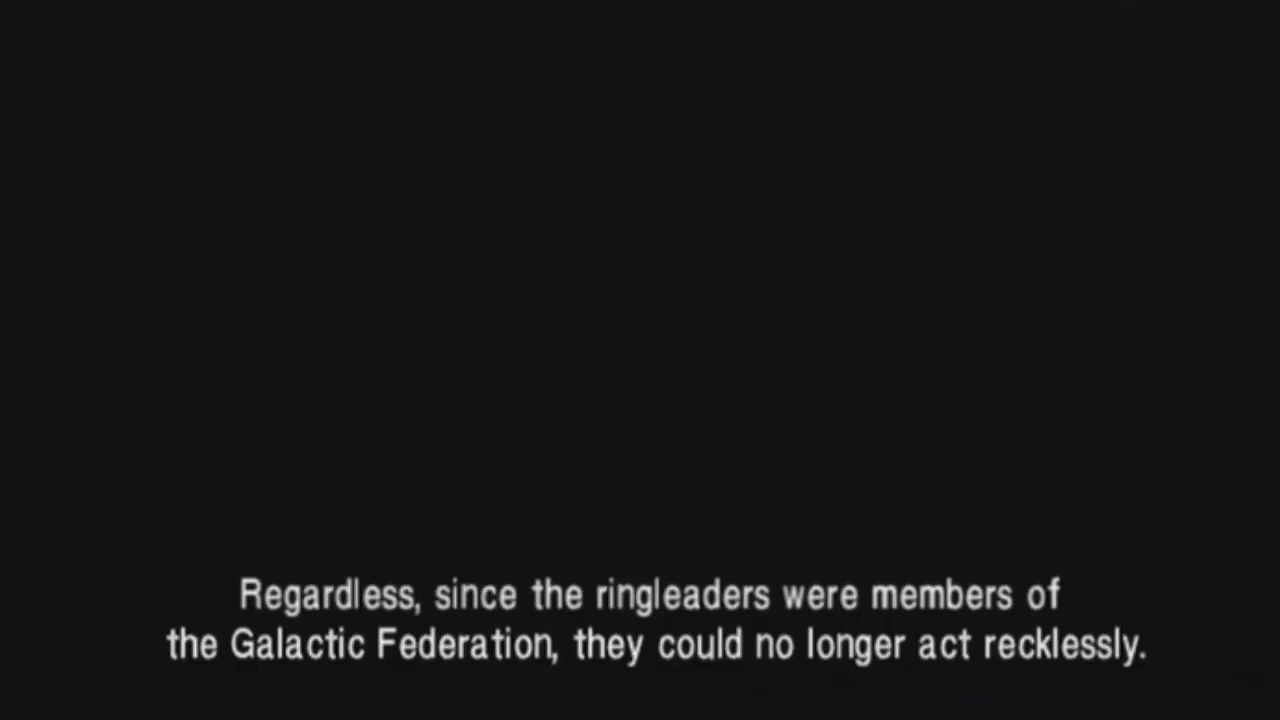 Regardless, since the ringleaders were members of
the Galactic Federation, they could no longer act recklessly.